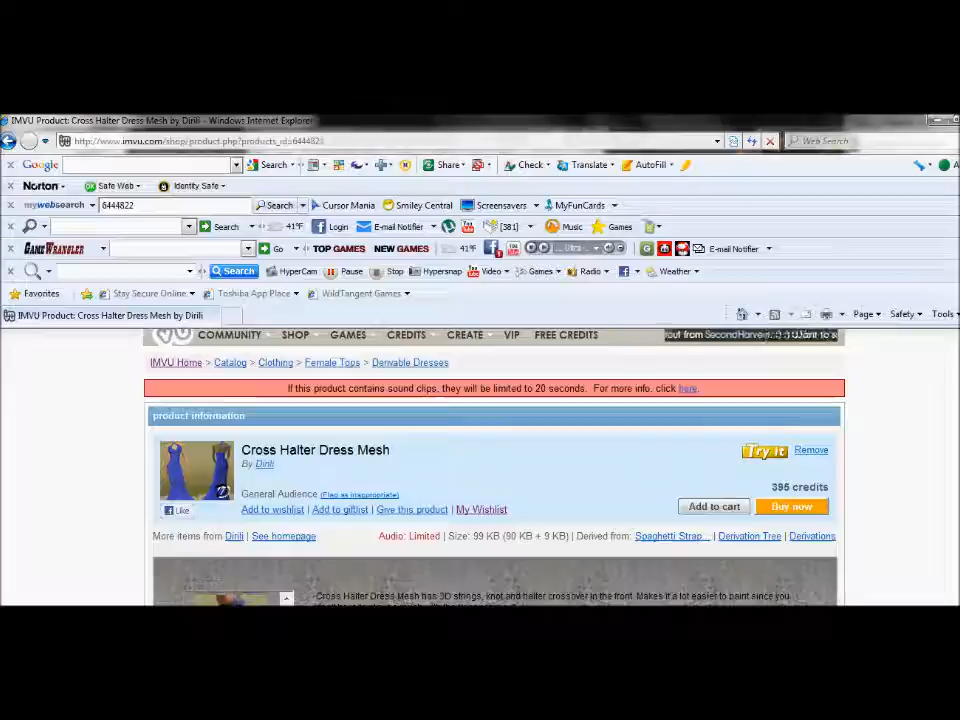 IMVU Product: Cross Halter Dress Mesh by Dirili - Windows Internet Explorer
http://www.imvu.com/shop/product.php?products_id=6444822 Web Search
Google Search Share Check Translate AutoFill
Norton Safe Web Identity Safe
mywebsearch 6444822 Search Cursor Mania Smiley Central Screensavers MyFunCards
Search 41°F Login E-mail Notifier [381] Music Games
GAME WRANGLER Go TOP GAMES NEW GAMES 41°F E-mail Notifier
Search HyperCam Pause Stop Hypersnap Video Games Radio Weather
Favorites Stay Secure Online Toshiba App Place WildTangent Games
IMVU Product: Cross Halter Dress Mesh by Dirili Page Safety Tools
COMMUNITY SHOP GAMES CREDITS CREATE VIP FREE CREDITS
IMVU Home > Catalog > Clothing > Female Tops > Derivable Dresses
If this product contains sound clips, they will be limited to 20 seconds. For more info, click here.
product information
Cross Halter Dress Mesh
Try it Remove
By Dirili
395 credits
General Audience (Flag as inappropriate)
Like Add to wishlist | Add to giftlist | Give this product | My Wishlist Add to cart Buy now
More items from Dirili | See homepage Audio: Limited | Size: 99 KB (90 KB + 9 KB) | Derived from: Spaghetti Strap... | Derivation Tree | Derivations
Cross Halter Dress Mesh has 3D strings, knot and halter crossover in the front. Makes it a lot easier to paint since you